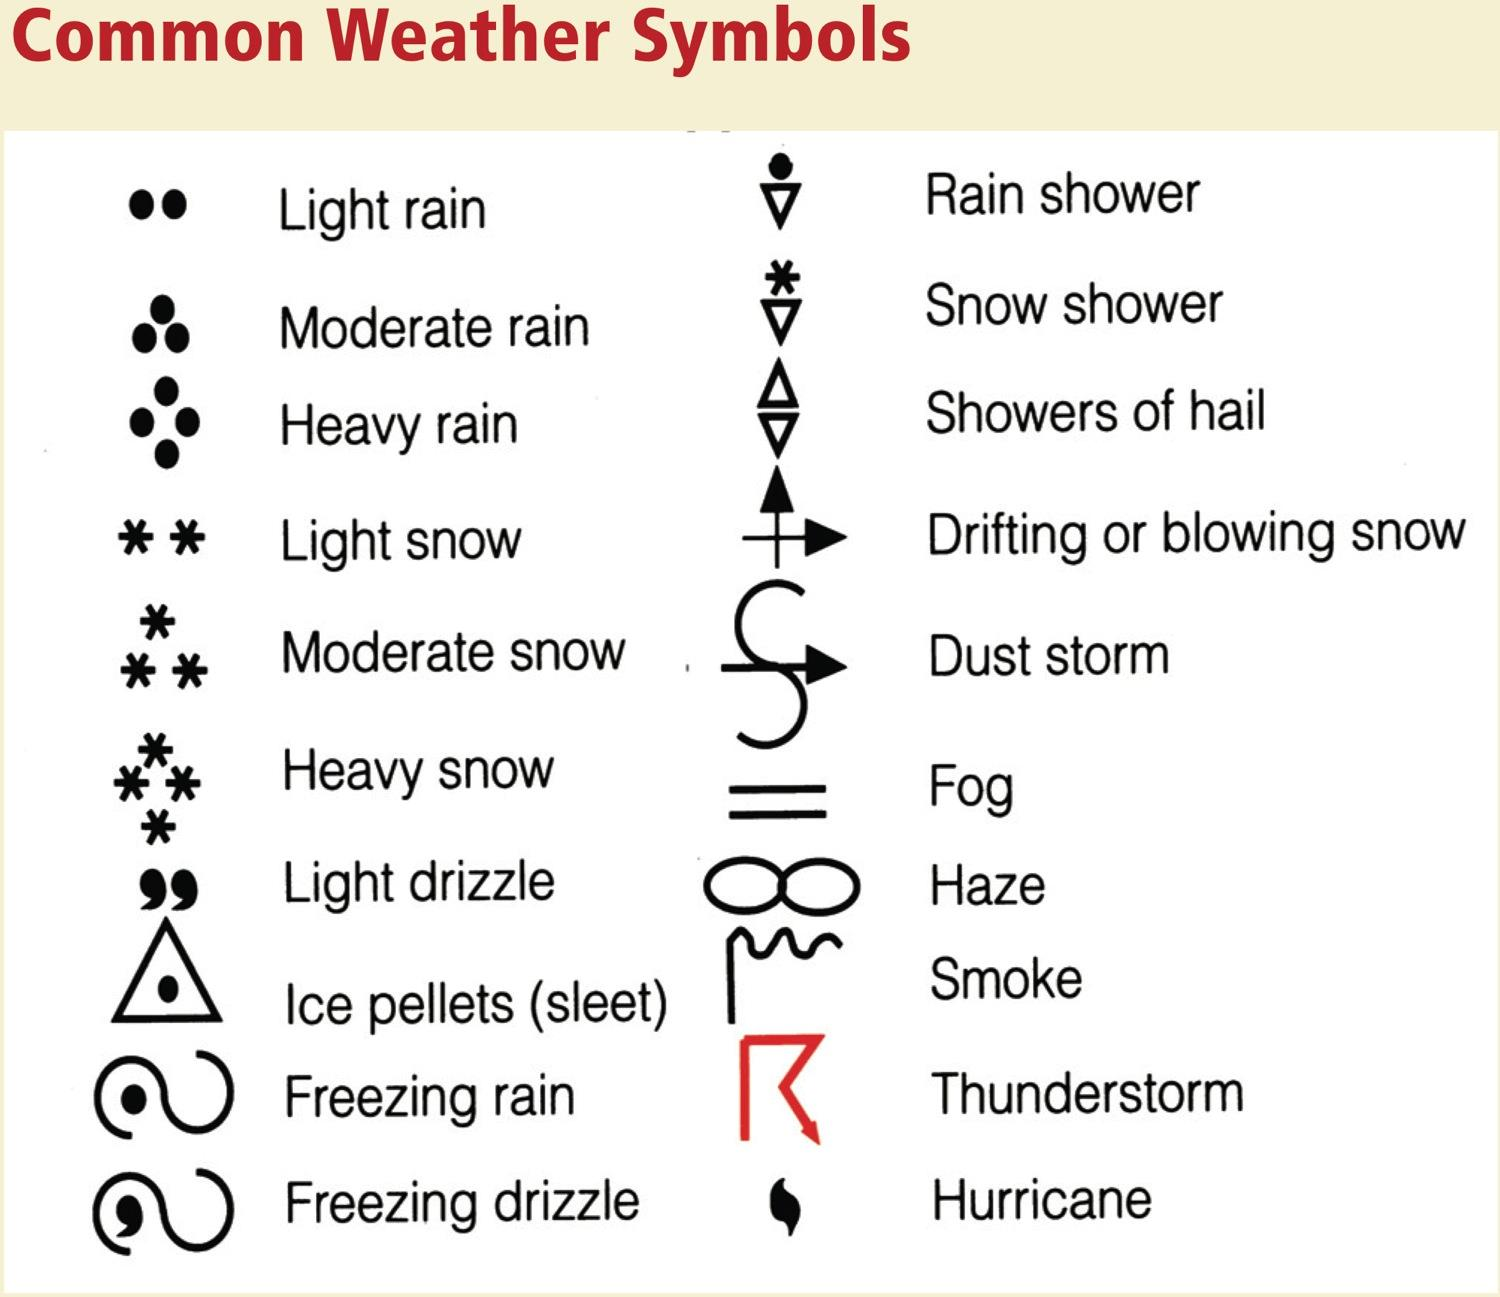 Common Weather Symbols
Light rain
Moderate rain
Heavy rain
Light snow
Moderate snow
Heavy snow
Light drizzle
Ice pellets (sleet)
Freezing rain
Freezing drizzle
Rain shower
Snow shower
Showers of hail
Drifting or blowing snow
Dust storm
Fog
Haze
Smoke
Thunderstorm
Hurricane